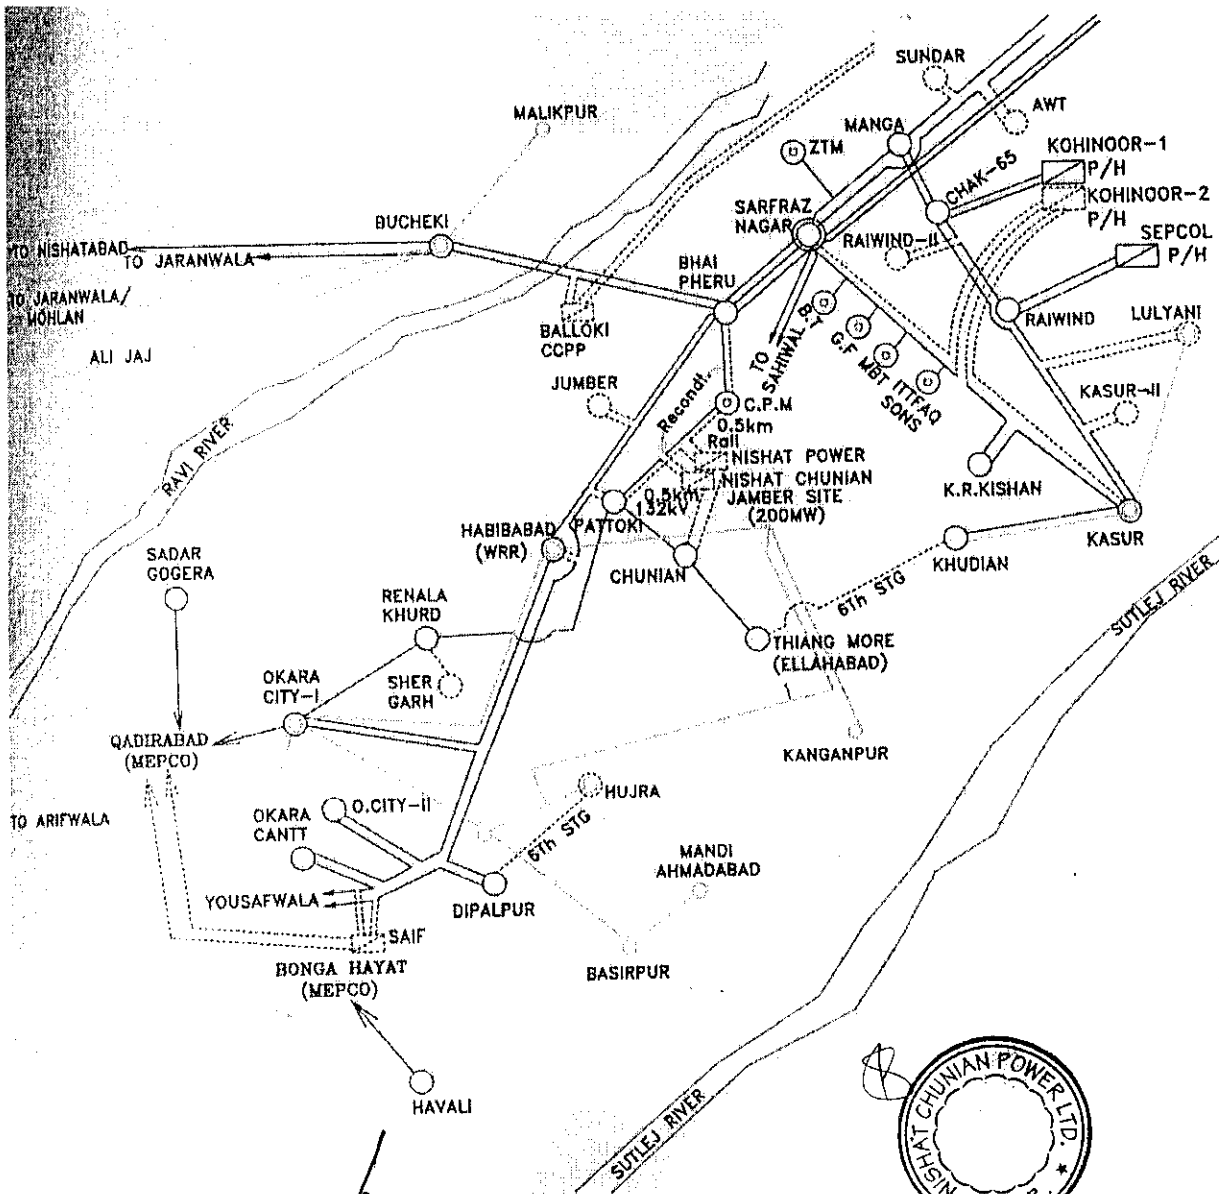 SUNDAR
MALIKPUR
AWT
MANGA
ZTM
KOHINOOR-1
P/H
CHAK-65
KOHINOOR-2
P/H
SARFRAZ
NAGAR
BUCHEKI
RAIWIND-II
SEPCOL
P/H
TO NISHATABAD
TO JARANWALA
BHAI
PHERU
TO JARANWALA/
MOHLAN
RAIWIND
LULYANI
BALLOKI
CCPP
ALI JAJ
TO
SAHIWAL
G.F
MBT
ITTFAQ
SONS
JUMBER
Recondt.
C.P.M
0.5km
Rail
KASUR-II
RAVI RIVER
NISHAT POWER
NISHAT CHUNIAN
JAMBER SITE
(200MW)
0.5km
132kV
K.R.KISHAN
PATTOKI
HABIBABAD
(WRR)
KASUR
SADAR
GOGERA
CHUNIAN
KHUDIAN
6Th STG
SUTLEJ RIVER
RENALA
KHURD
THIANG MORE
(ELLAHABAD)
OKARA
CITY-I
SHER
GARH
QADIRABAD
(MEPCO)
KANGANPUR
HUJRA
TO ARIFWALA
OKARA
CANTT
O.CITY-II
6Th STG
MANDI
AHMADABAD
YOUSAFWALA
DIPALPUR
SAIF
BASIRPUR
BONGA HAYAT
(MEPCO)
HAVALI
SUTLEJ RIVER
NISHAT CHUNIAN POWER LTD.